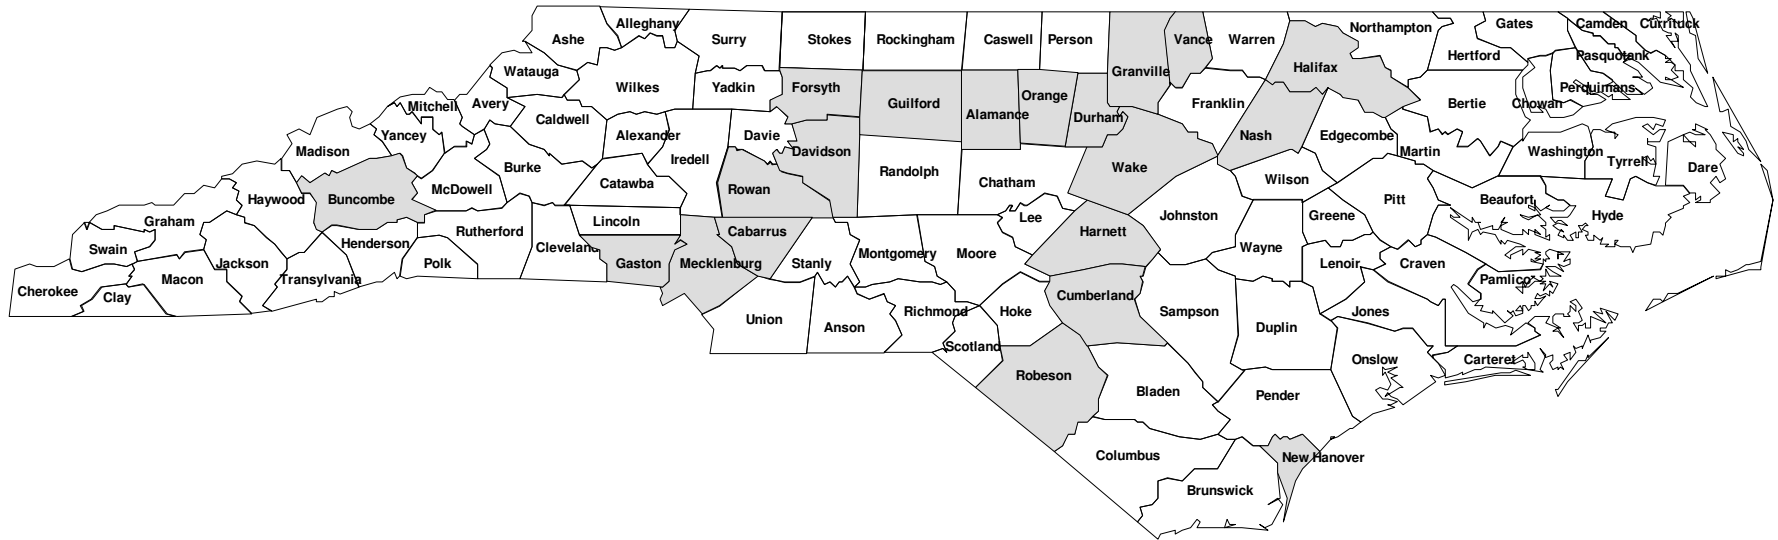 Alleghany
Gates
Camden
Currituck
Northampton
Ashe
Surry
Stokes
Rockingham
Caswell
Person
Vance
Warren
Hertford
Pasquotank
Watauga
Granville
Halifax
Wilkes
Yadkin
Forsyth
Perquimans
Mitchell
Avery
Guilford
Orange
Franklin
Bertie
Chowan
Alamance
Durham
Caldwell
Yancey
Alexander
Davie
Nash
Edgecombe
Madison
Iredell
Davidson
Martin
Washington
Tyrrell
Burke
Wake
Dare
Randolph
McDowell
Catawba
Rowan
Chatham
Wilson
Haywood
Buncombe
Pitt
Beaufort
Graham
Lincoln
Lee
Johnston
Greene
Hyde
Rutherford
Cabarrus
Harnett
Henderson
Cleveland
Swain
Montgomery
Moore
Wayne
Jackson
Polk
Gaston
Mecklenburg
Stanly
Lenoir
Craven
Cherokee
Macon
Transylvania
Pamlico
Clay
Cumberland
Union
Richmond
Hoke
Sampson
Jones
Anson
Duplin
Scotland
Onslow
Carteret
Robeson
Bladen
Pender
Columbus
New Hanover
Brunswick